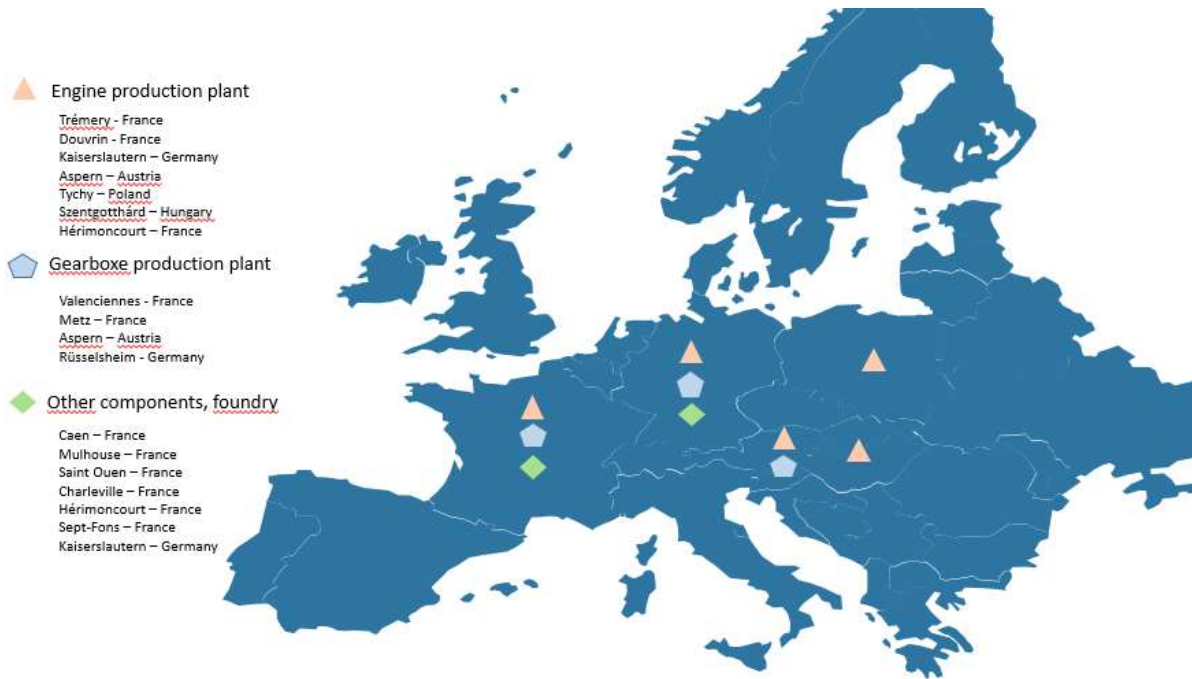 Engine production plant
Trémery - France
Douvrin - France
Kaiserslautern – Germany
Aspern – Austria
Tychy – Poland
Szentgotthárd – Hungary
Hérimoncourt – France
Gearboxe production plant
Valenciennes - France
Metz – France
Aspern – Austria
Rüsselsheim - Germany
Other components, foundry
Caen – France
Mulhouse – France
Saint Ouen – France
Charleville – France
Hérimoncourt – France
Sept-Fons – France
Kaiserslautern – Germany